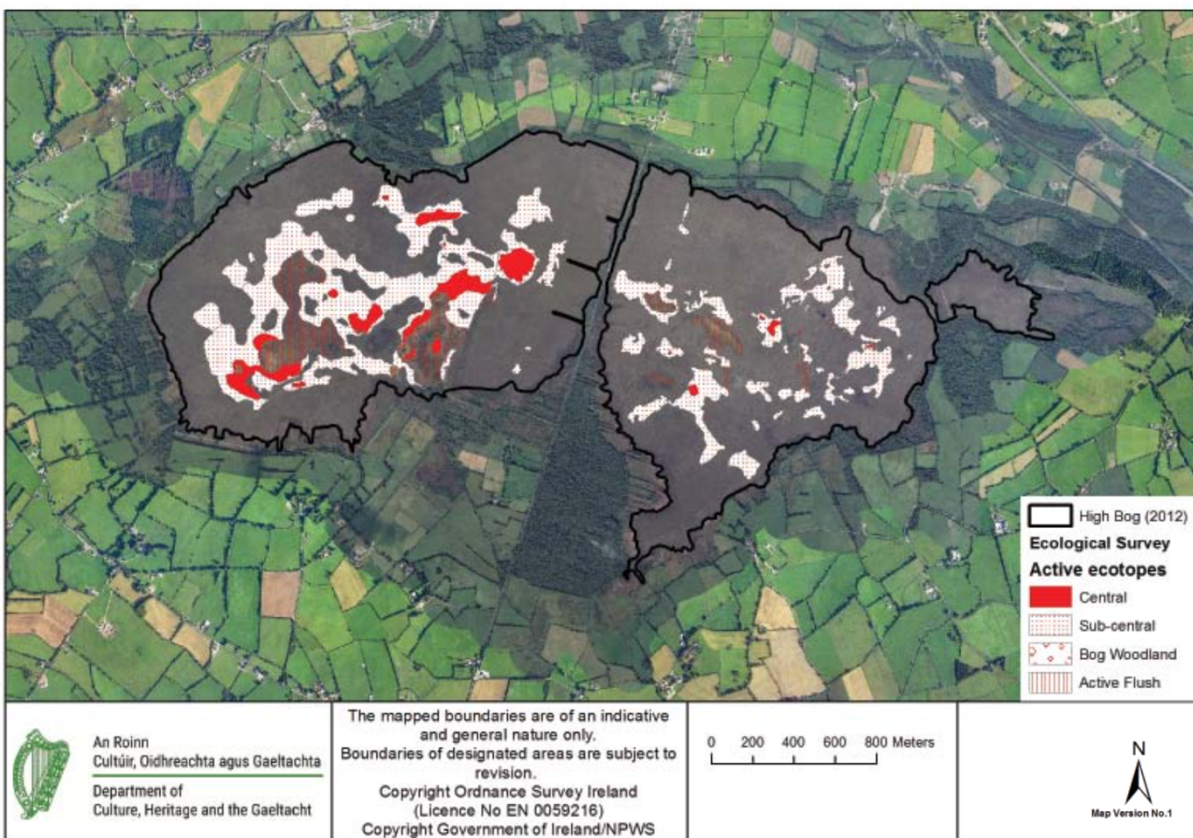 High Bog (2012)
Ecological Survey
Active ecotopes
Central
Sub-central
Bog Woodland
Active Flush
An Roinn
Cultúir, Oidhreachta agus Gaeltachta
Department of
Culture, Heritage and the Gaeltacht
The mapped boundaries are of an indicative
and general nature only.
Boundaries of designated areas are subject to
revision.
Copyright Ordnance Survey Ireland
(Licence No EN 0059216)
Copyright Government of Ireland/NPWS
0 200 400 600 800 Meters
N
Map Version No.1